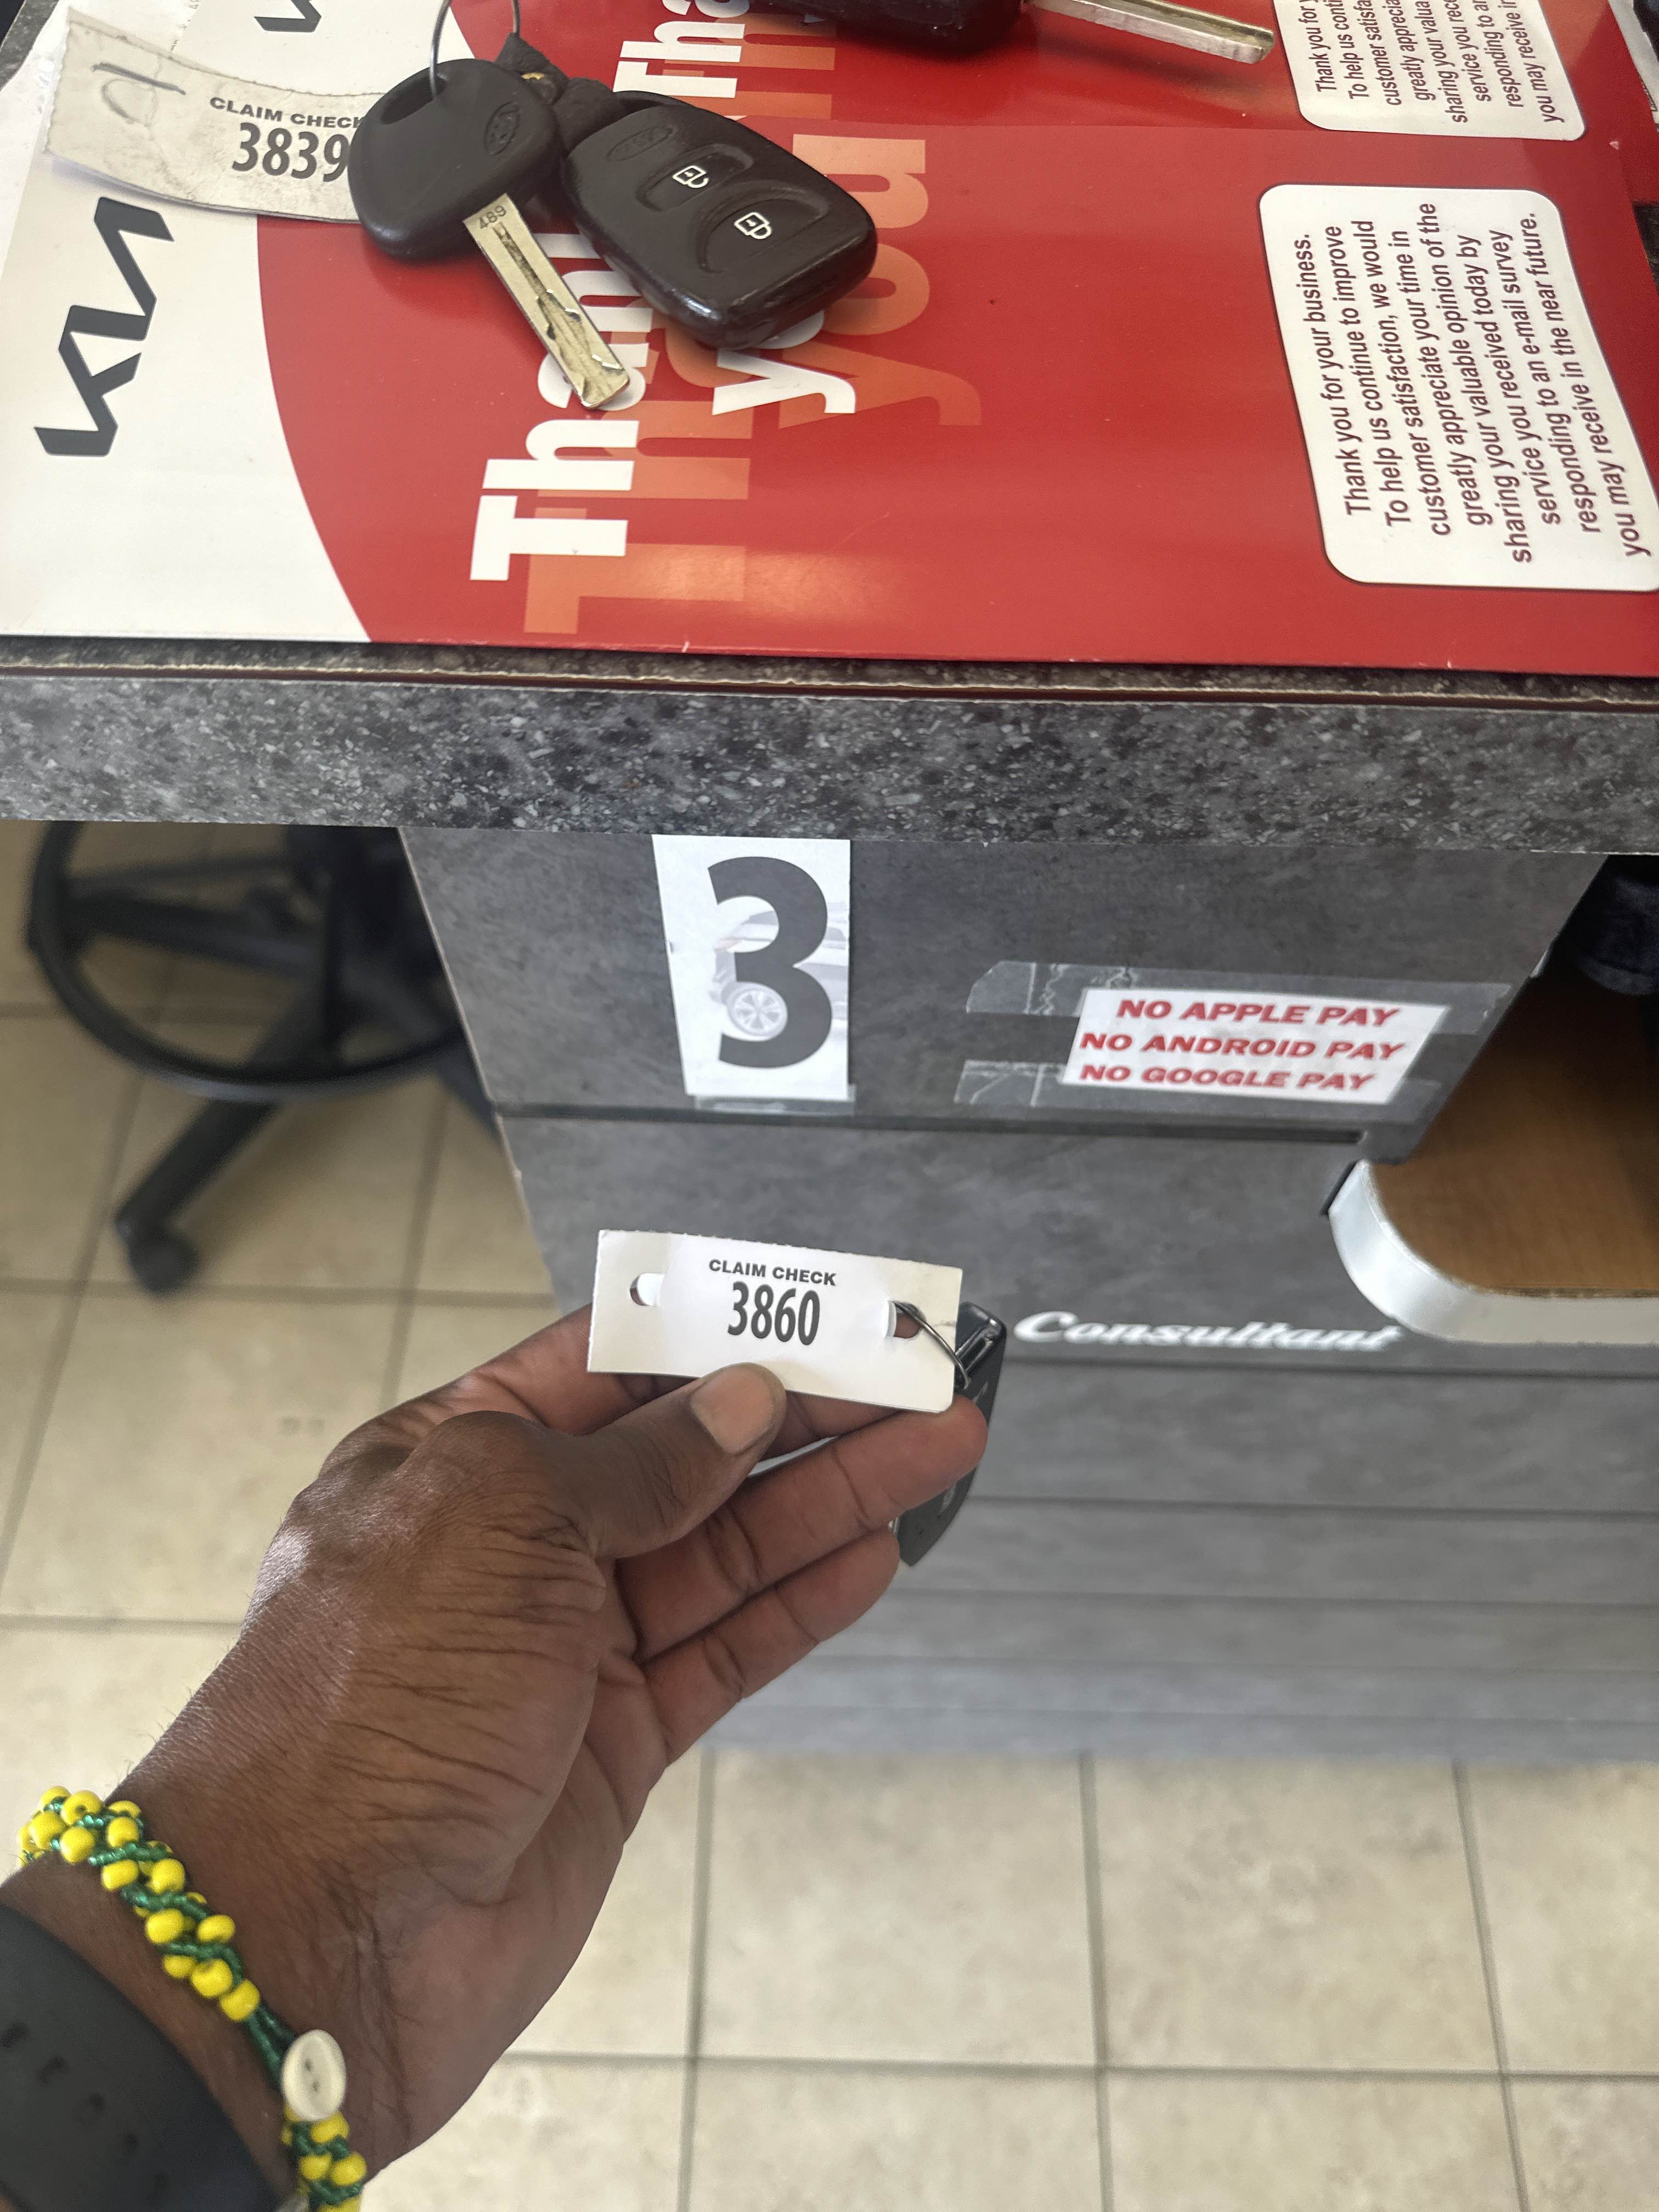 CLAIM CHECK
3839
KIA
489
Thank
you
Thank you for your business.
To help us continue to improve
customer satisfaction, we would
greatly appreciate your time in
sharing your valuable opinion of the
service you received today by
responding to an e-mail survey
you may receive in the near future.
3
NO APPLE PAY
NO ANDROID PAY
NO GOOGLE PAY
CLAIM CHECK
3860
Consultant